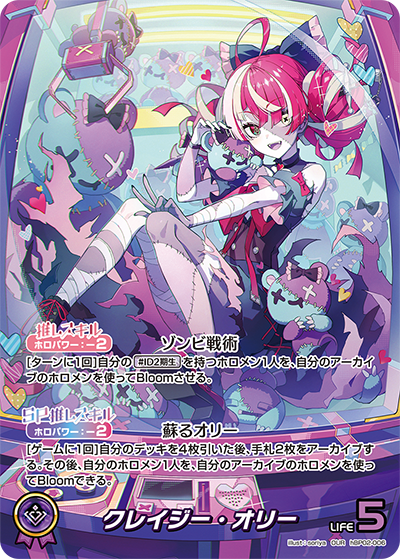 推しスキル
ホロパワー：-2
ゾンビ戦術
[ターンに1回]自分の#ID2期生を持つホロメン1人を、自分のアーカイ
ブのホロメンを使ってBloomさせる。
SP推しスキル
ホロパワー：-2
蘇るオリー
[ゲームに1回]自分のデッキを4枚引いた後、手札2枚をアーカイブす
る。その後、自分のホロメン1人を、自分のアーカイブのホロメンを使っ
てBloomできる。
クレイジー・オリー
LIFE 5
illust：soriya OUR hBP02-006